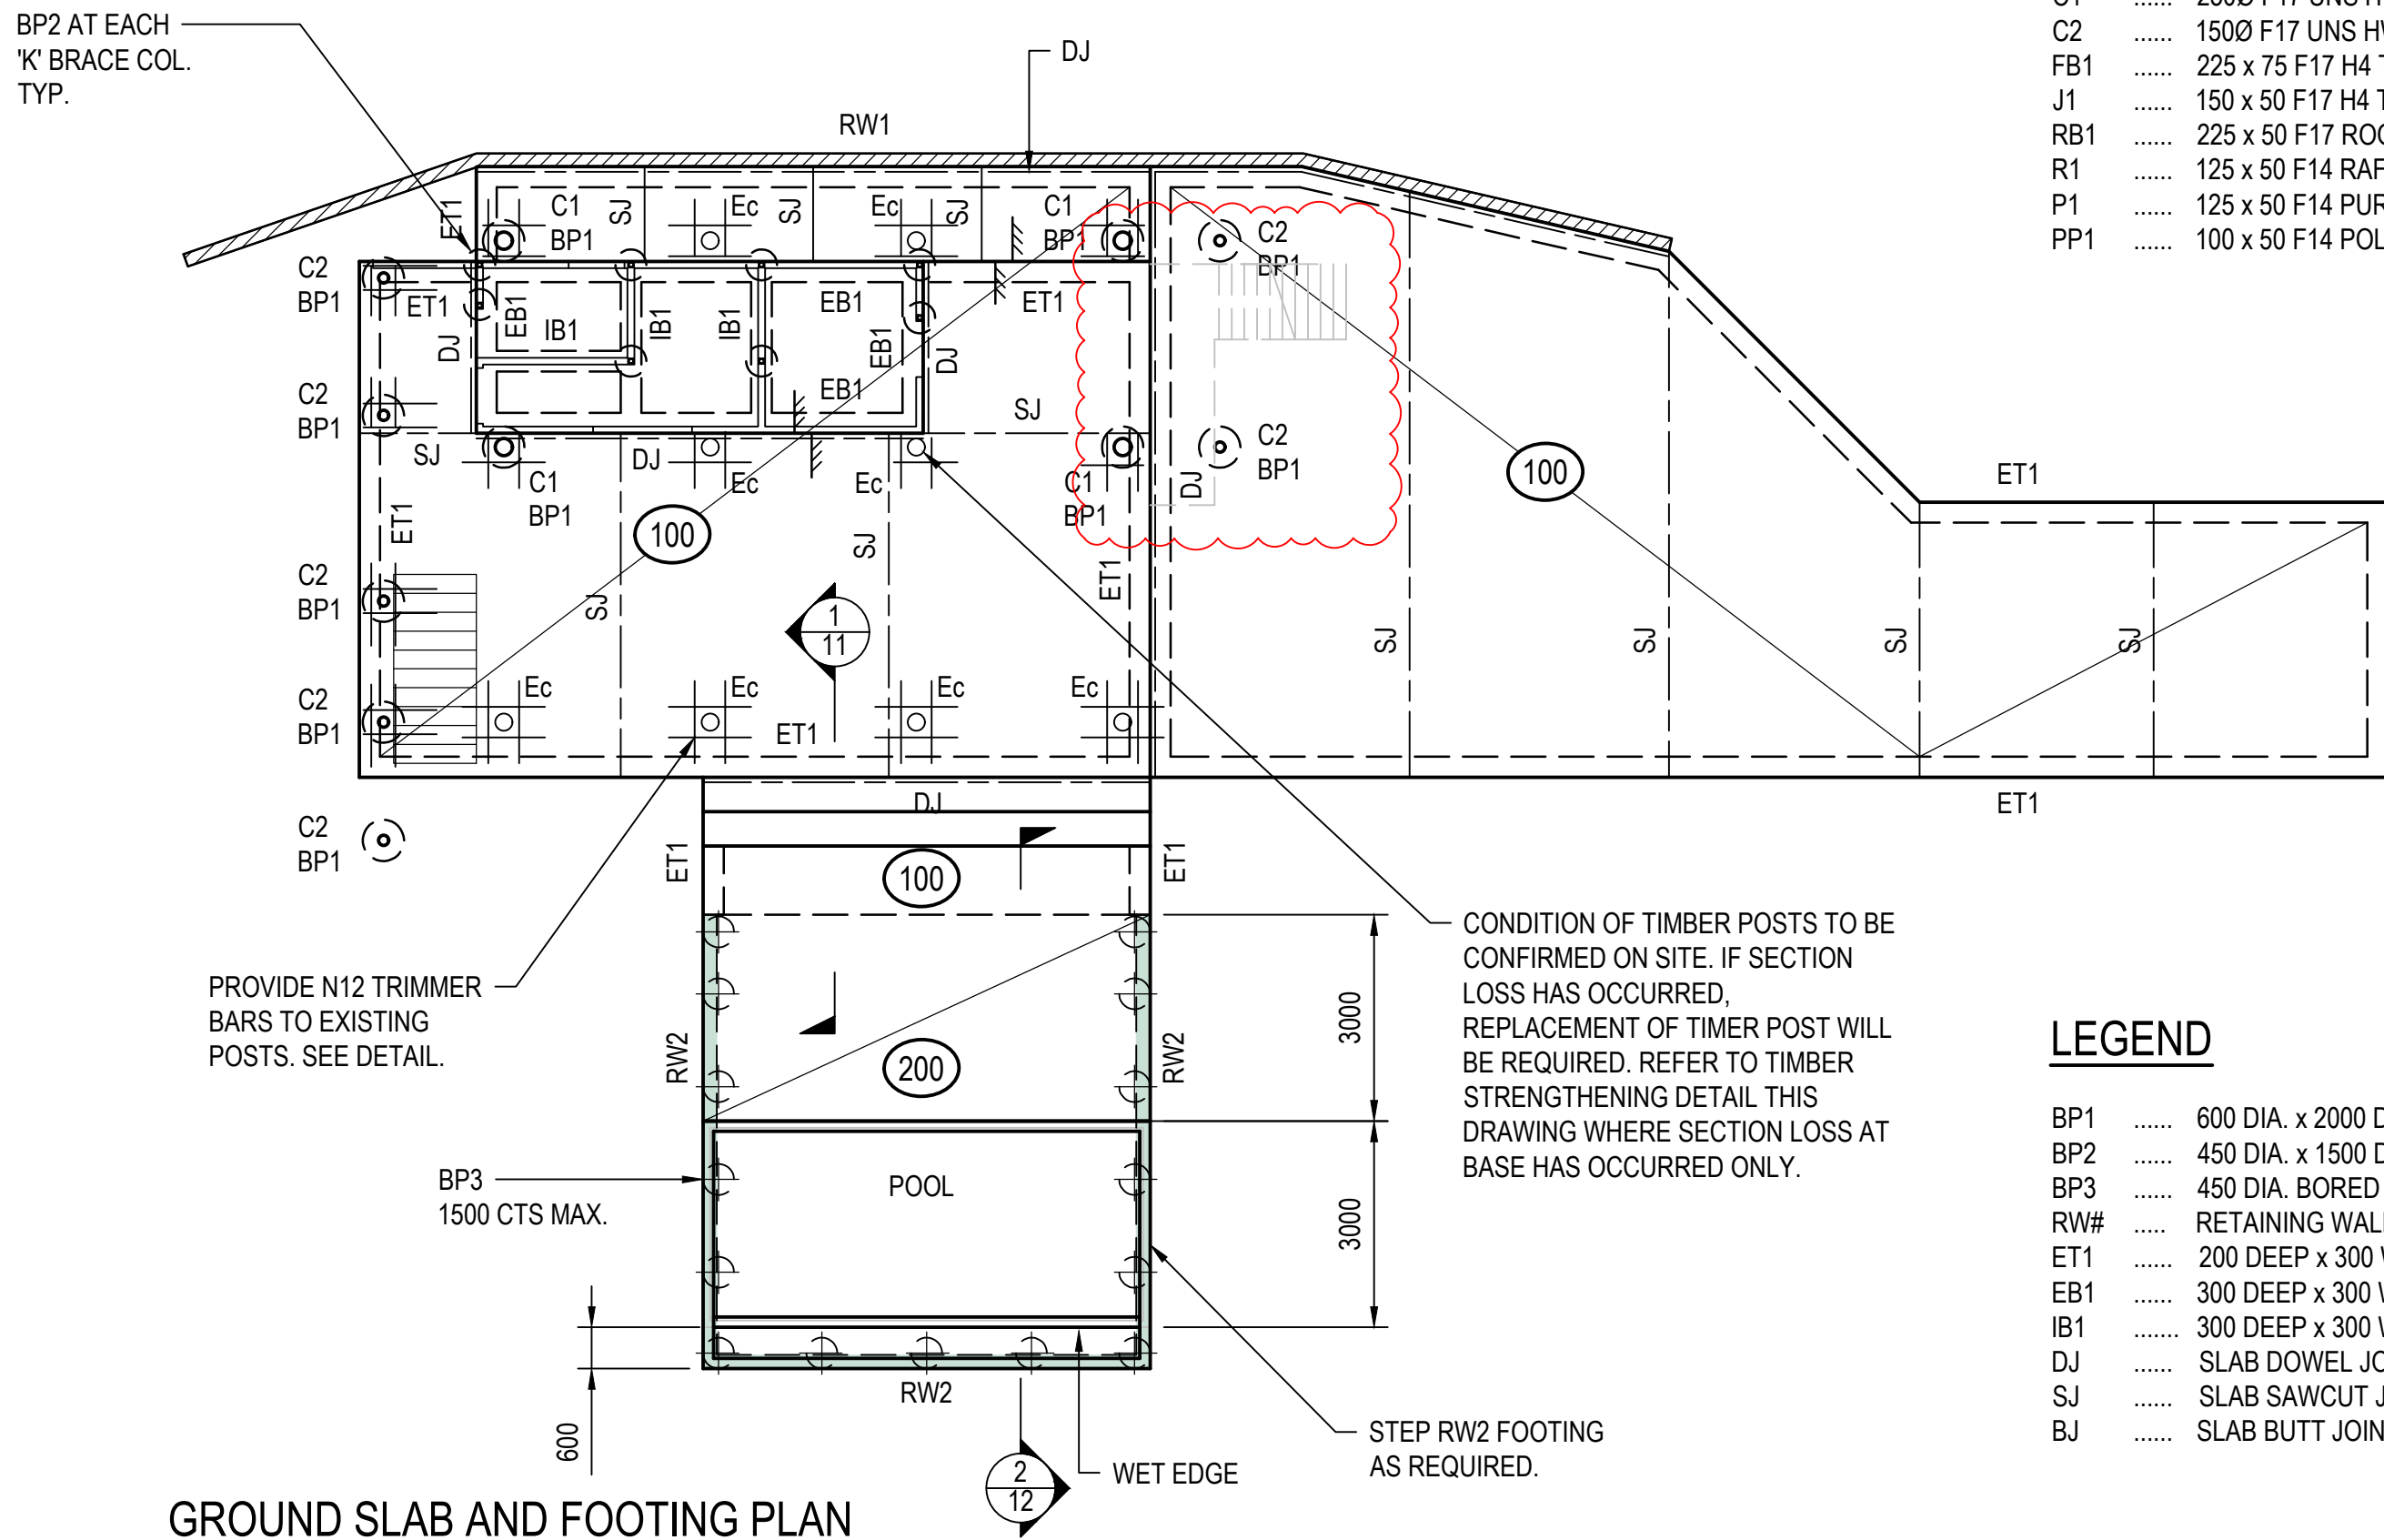 BP2 AT EACH
'K' BRACE COL.
TYP.
DJ
RW1
C2 ...... 150Ø F17 UNS
FB1 ...... 225 x 75 F17 H4
J1 ...... 150 x 50 F17 H4
RB1 ...... 225 x 50 F17
R1 ...... 125 x 50 F14
P1 ...... 125 x 50 F14
PP1 ...... 100 x 50 F14
ET1
C1
BP1
SJ
Ec
SJ
Ec
SJ
C1
BP1
C2
BP1
C2
BP1
ET1
EB1
IB1
IB1
IB1
EB1
EB1
ET1
DJ
EB1
DJ
C2
BP1
SJ
SJ
DJ
C1
BP1
Ec
Ec
C1
BP1
DJ
C2
BP1
100
ET1
ET1
100
SJ
ET1
C2
BP1
SJ
1
11
SJ
SJ
SJ
SJ
C2
BP1
Ec
Ec
Ec
Ec
ET1
DJ
ET1
C2
BP1
ET1
100
ET1
CONDITION OF TIMBER POSTS TO BE
CONFIRMED ON SITE. IF SECTION
LOSS HAS OCCURRED,
REPLACEMENT OF TIMER POST WILL
BE REQUIRED. REFER TO TIMBER
STRENGTHENING DETAIL THIS
DRAWING WHERE SECTION LOSS AT
BASE HAS OCCURRED ONLY.
PROVIDE N12 TRIMMER
BARS TO EXISTING
POSTS. SEE DETAIL.
RW2
200
RW2
3000
LEGEND
BP1 ...... 600 DIA. x 2000
BP2 ...... 450 DIA. x 1500
BP3 ...... 450 DIA. BORED
RW# ..... RETAINING
ET1 ...... 200 DEEP x 300
EB1 ...... 300 DEEP x 300
IB1 ....... 300 DEEP x 300
DJ ...... SLAB DOWEL
SJ ...... SLAB SAWCUT
BJ ...... SLAB BUTT
BP3
1500 CTS MAX.
POOL
3000
600
RW2
STEP RW2 FOOTING
AS REQUIRED.
2
12
WET EDGE
GROUND SLAB AND FOOTING PLAN